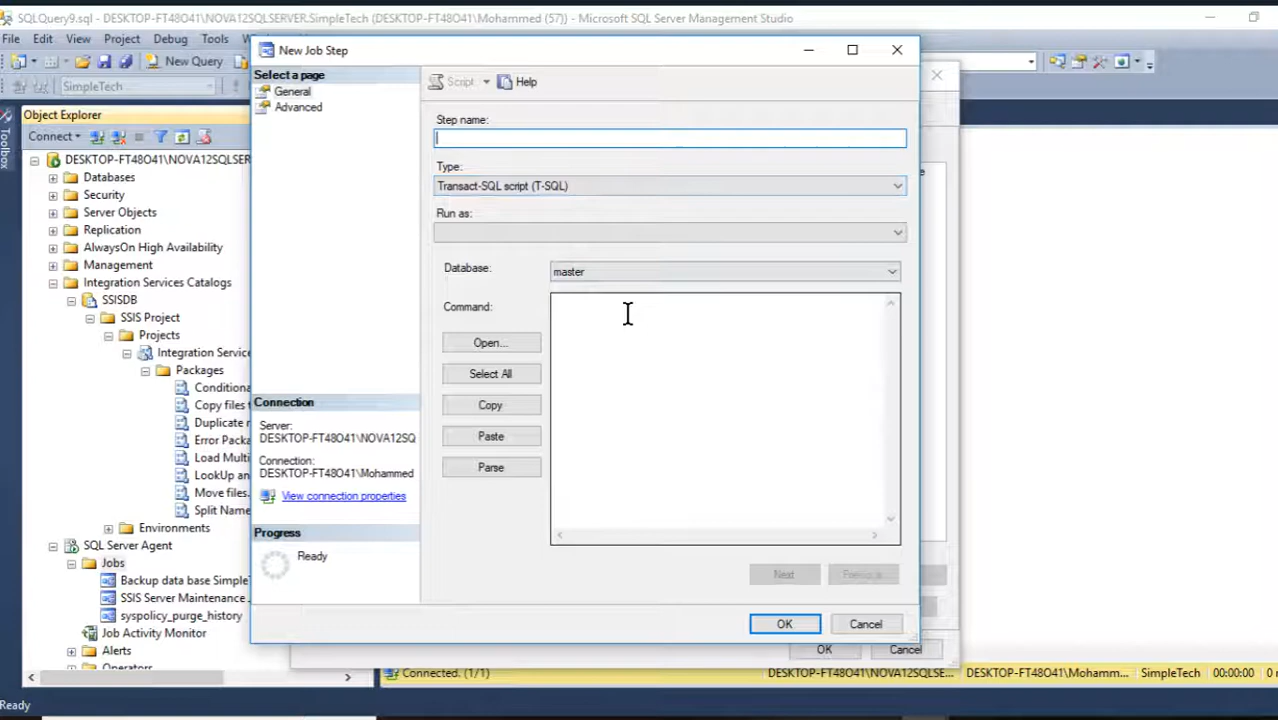 SQLQuery9.sql - DESKTOP-FT48O41\NOVA12SQLSERVER.SimpleTech (DESKTOP-FT48O41\Mohammed (57)) - Microsoft SQL Server Management Studio
File Edit View Project Debug Tools
New Query
SimpleTech
Toolbox
Object Explorer
Connect
DESKTOP-FT48O41\NOVA12SQLSER
Databases
Security
Server Objects
Replication
AlwaysOn High Availability
Management
Integration Services Catalogs
SSISDB
SSIS Project
Projects
Integration Service
Packages
Conditiona
Copy files t
Duplicate r
Error Packa
Load Multi
LookUp an
Move files.
Split Name
Environments
SQL Server Agent
Jobs
Backup data base Simple
SSIS Server Maintenance
syspolicy_purge_history
Job Activity Monitor
Alerts
Operators
New Job Step
Select a page
General
Advanced
Connection
Server:
DESKTOP-FT48O41\NOVA12SQ
Connection:
DESKTOP-FT48O41\Mohammed
View connection properties
Progress
Ready
Script Help
Step name:
Type:
Transact-SQL script (T-SQL)
Run as:
Database: master
Command:
Open...
Select All
Copy
Paste
Parse
Next
OK Cancel
OK Cancel
Connected. (1/1) DESKTOP-FT48O41\NOVA12SQLSE... DESKTOP-FT48O41\Mohamm... SimpleTech 00:00:00 0
Ready